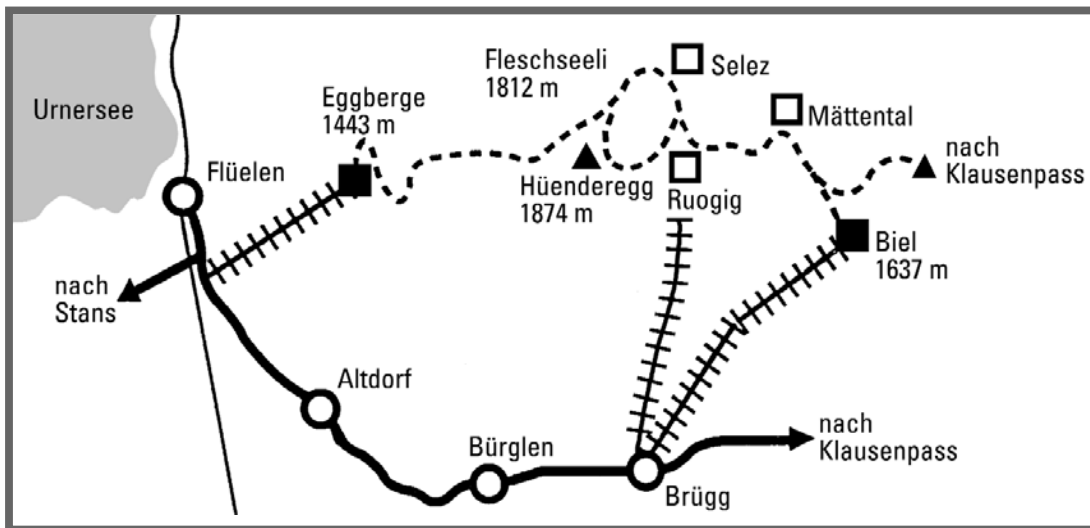 Fleschseeli
1812 m
Selez
Eggberge
1443 m
Urnersee
Mättental
nach
Klausenpass
Flüelen
Hüenderegg
1874 m
Ruogig
Biel
1637 m
nach
Stans
Altdorf
nach
Klausenpass
Bürglen
Brügg